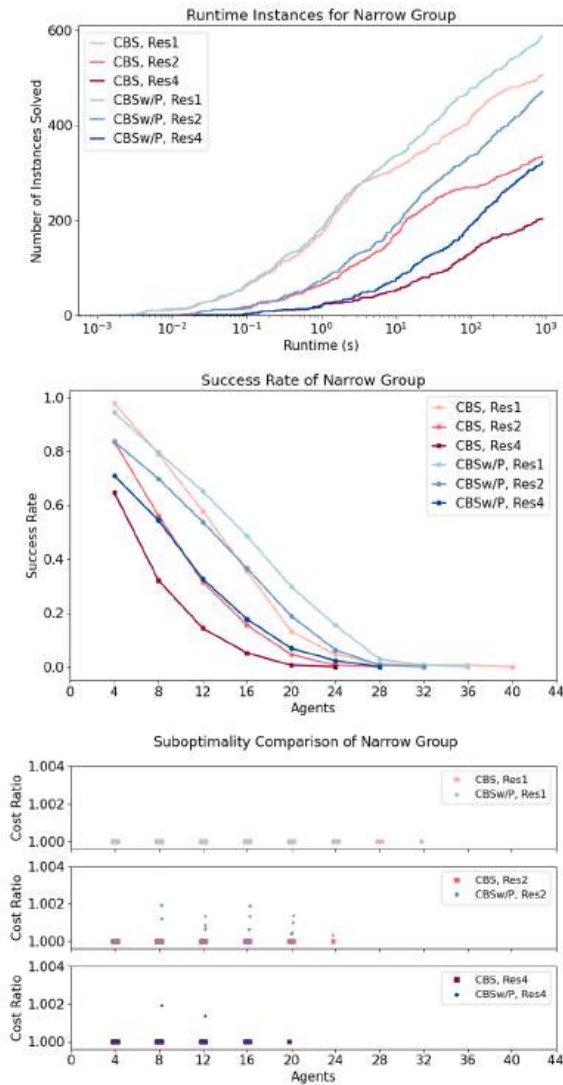 Runtime Instances for Narrow Group
Number of Instances Solved
600
400
200
0
CBS, Res1
CBS, Res2
CBS, Res4
CBSw/P, Res1
CBSw/P, Res2
CBSw/P, Res4
10⁻³ 10⁻² 10⁻¹ 10⁰ 10¹ 10² 10³
Runtime (s)
Success Rate of Narrow Group
Success Rate
1.0
0.8
0.6
0.4
0.2
0.0
CBS, Res1
CBS, Res2
CBS, Res4
CBSw/P, Res1
CBSw/P, Res2
CBSw/P, Res4
0 4 8 12 16 20 24 28 32 36 40 44
Agents
Suboptimality Comparison of Narrow Group
Cost Ratio
1.004
1.002
1.000
CBS, Res1
CBSw/P, Res1
Cost Ratio
1.004
1.002
1.000
CBS, Res2
CBSw/P, Res2
Cost Ratio
1.004
1.002
1.000
CBS, Res4
CBSw/P, Res4
0 4 8 12 16 20 24 28 32 36 40 44
Agents